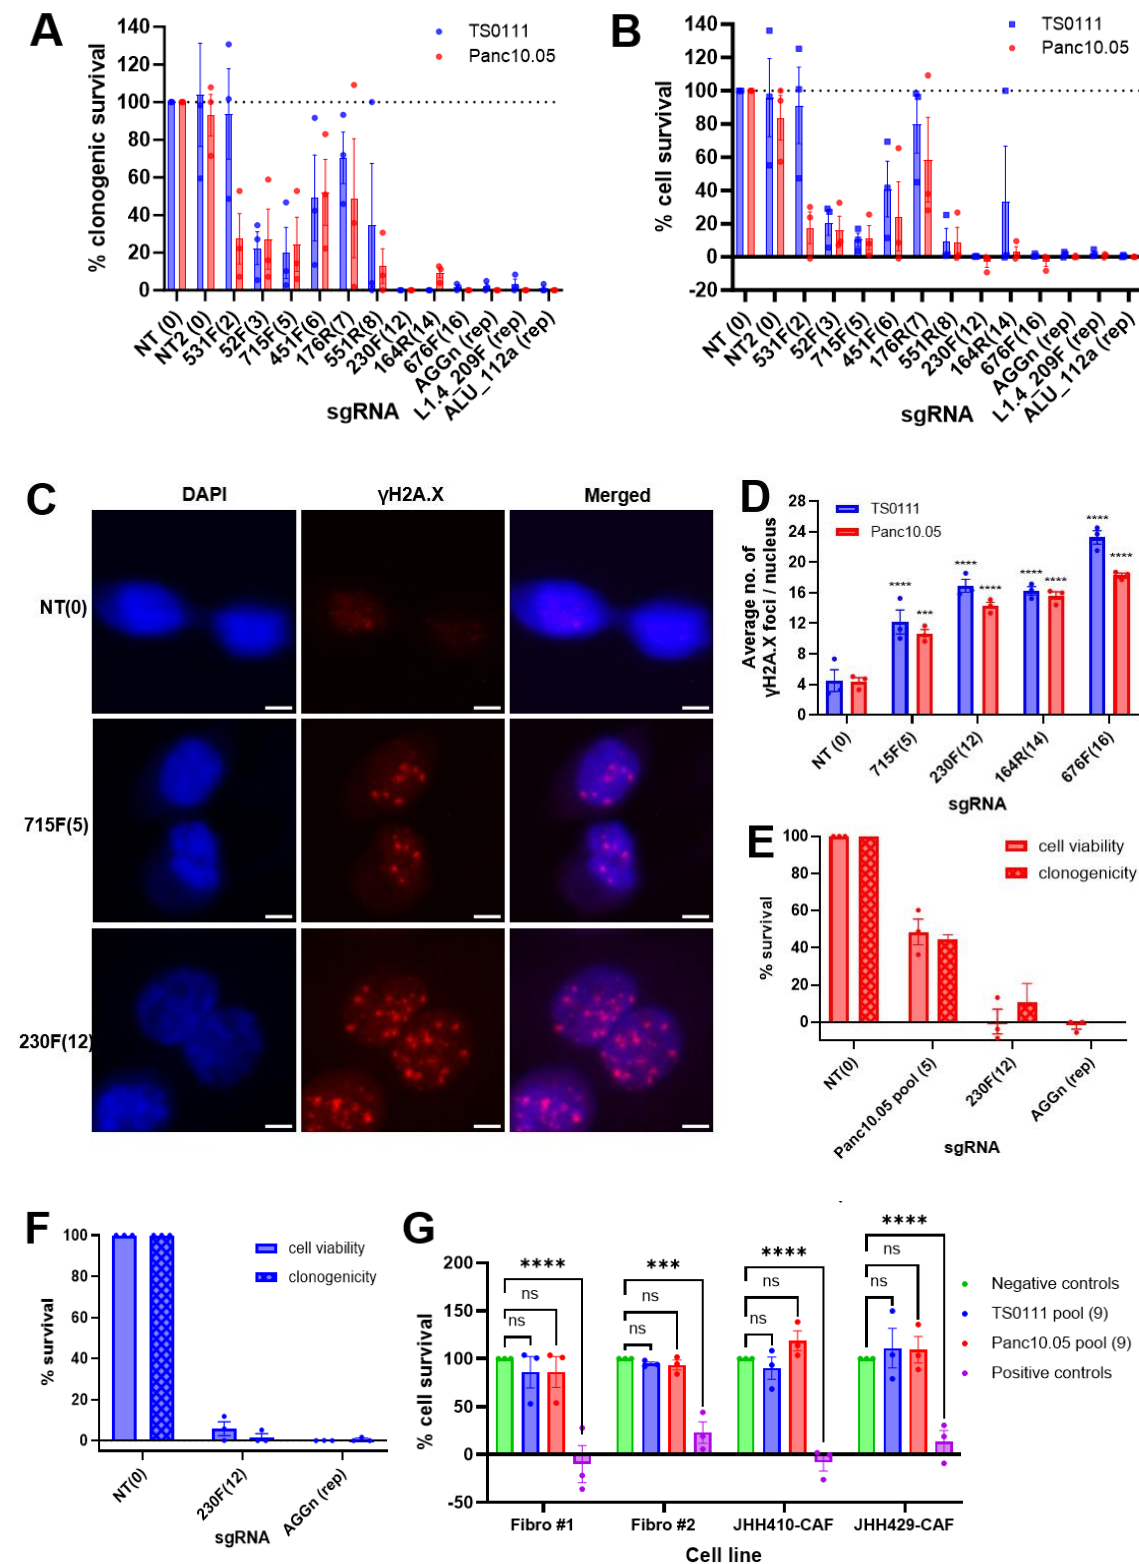 A
% clonogenic survival
140
120
100
80
60
40
20
0
TS0111
Panc10.05
NT (0)
NT2 (0)
531F(2)
52F(3)
715F(5)
451F(6)
176R(7)
551R(8)
230F(12)
164R(14)
676F(16)
AGGn (rep)
L1.4_209F (rep)
ALU_112a (rep)
sgRNA
B
% cell survival
140
120
100
80
60
40
20
0
-20
TS0111
Panc10.05
NT (0)
NT2 (0)
531F(2)
52F(3)
715F(5)
451F(6)
176R(7)
551R(8)
230F(12)
164R(14)
676F(16)
AGGn (rep)
L1.4_209F (rep)
ALU_112a (rep)
sgRNA
C
DAPI
γH2A.X
Merged
NT(0)
715F(5)
230F(12)
D
Average no. of
γH2A.X foci / nucleus
28
24
20
16
12
8
4
0
TS0111
Panc10.05
****
***
****
****
****
****
****
****
NT (0)
715F(5)
230F(12)
164R(14)
676F(16)
sgRNA
E
% survival
100
80
60
40
20
0
cell viability
clonogenicity
NT(0)
Panc10.05 pool (5)
230F(12)
AGGn (rep)
sgRNA
F
% survival
100
80
60
40
20
0
cell viability
clonogenicity
NT(0)
230F(12)
AGGn (rep)
sgRNA
G
% cell survival
200
150
100
50
0
-50
****
ns
ns
***
ns
ns
****
ns
ns
****
ns
ns
Negative controls
TS0111 pool (9)
Panc10.05 pool (9)
Positive controls
Fibro #1
Fibro #2
JHH410-CAF
JHH429-CAF
Cell line